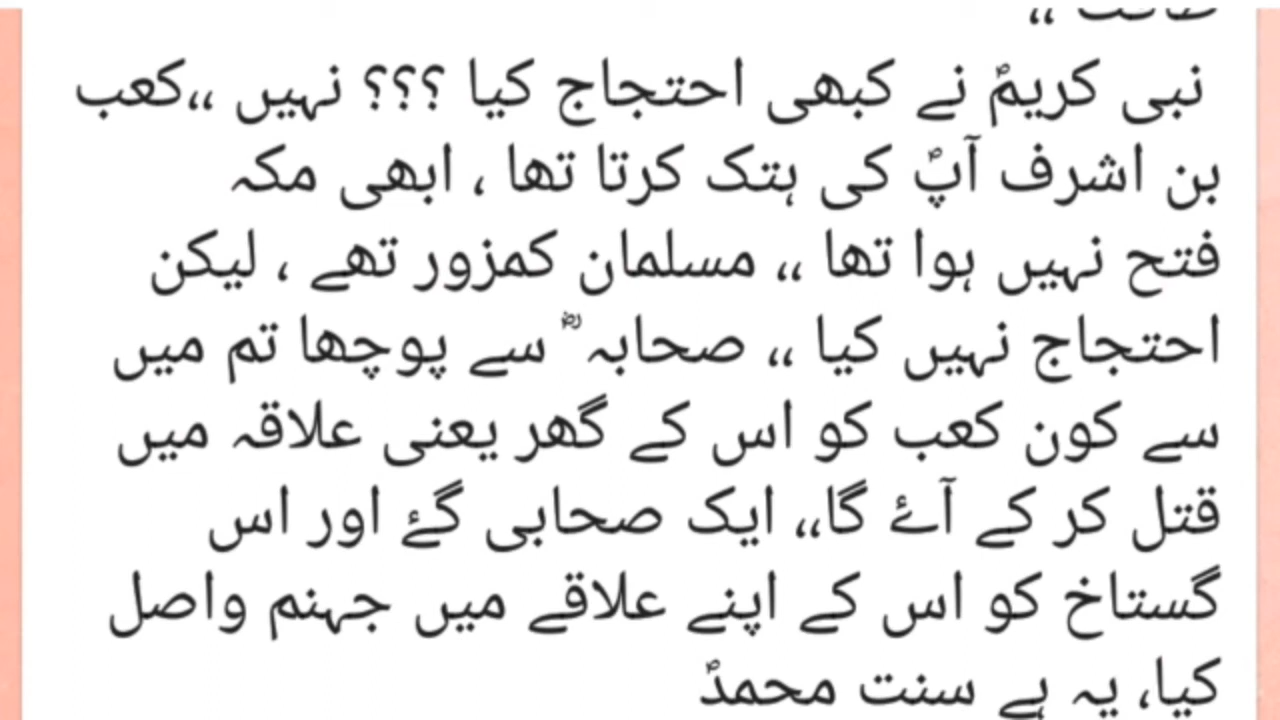 نبی کریمؐ نے کبھی احتجاج کیا ؟؟؟ نہیں ،،کعب
بن اشرف آپؐ کی ہتک کرتا تھا ، ابھی مکہ
فتح نہیں ہوا تھا ،، مسلمان کمزور تھے ، لیکن
احتجاج نہیں کیا ،، صحابہ ؓ سے پوچھا تم میں
سے کون کعب کو اس کے گھر یعنی علاقہ میں
قتل کر کے آۓ گا،، ایک صحابی گۓ اور اس
گستاخ کو اس کے اپنے علاقے میں جہنم واصل
کیا، یہ ہے سنت محمدؐ